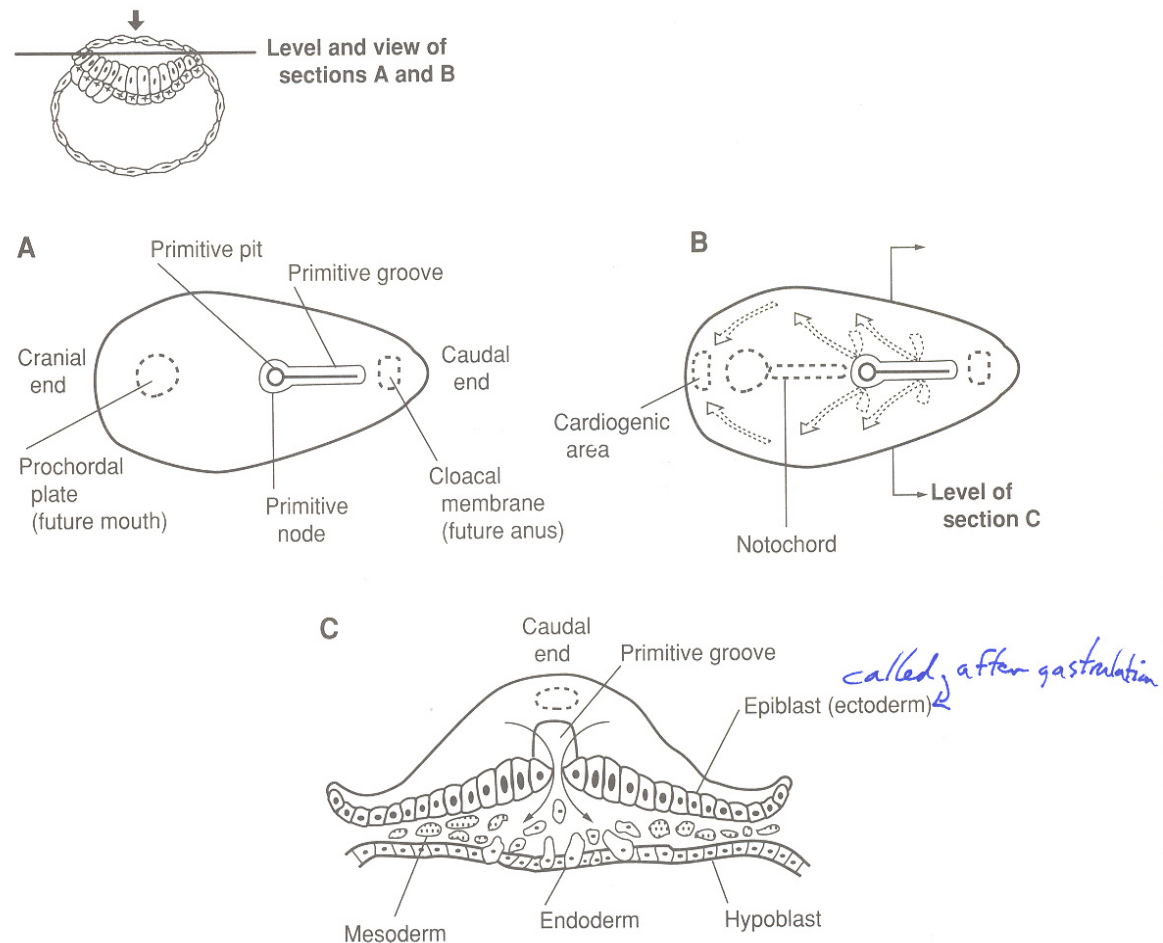 Level and view of
sections A and B
A
Primitive pit
Primitive groove
Cranial
end
Caudal
end
Prochordal
plate
(future mouth)
Primitive
node
Cloacal
membrane
(future anus)
B
Cardiogenic
area
Notochord
Level of
section C
C
Caudal
end
Primitive groove
called, after gastrulation
Epiblast (ectoderm)
Mesoderm
Endoderm
Hypoblast